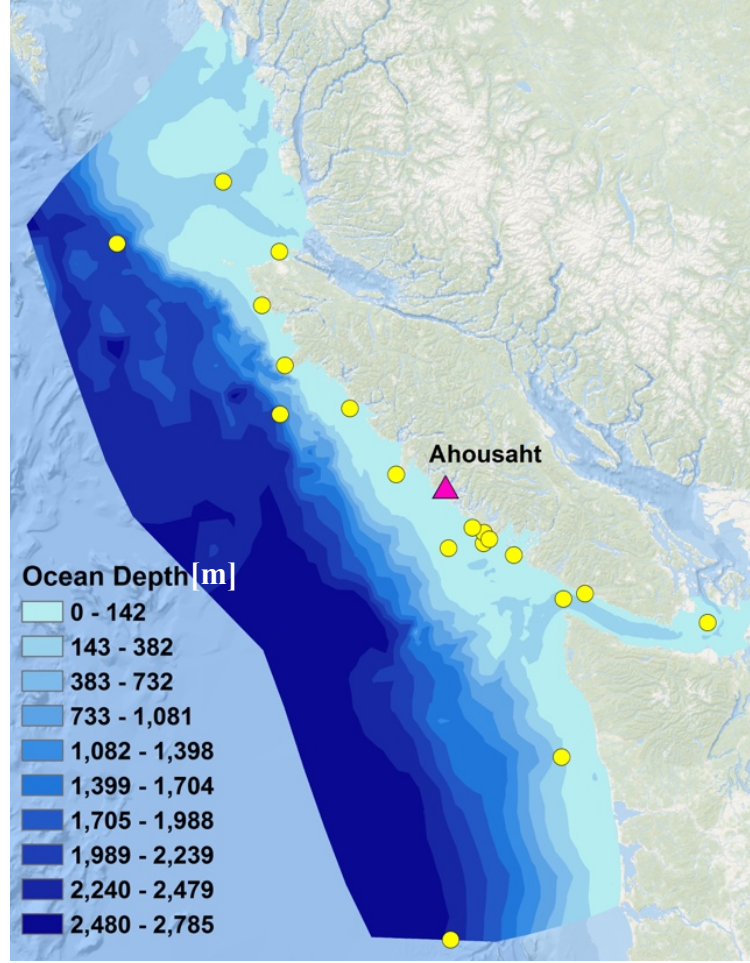 Ahousaht
Ocean Depth[m]
0 - 142
143 - 382
383 - 732
733 - 1,081
1,082 - 1,398
1,399 - 1,704
1,705 - 1,988
1,989 - 2,239
2,240 - 2,479
2,480 - 2,785